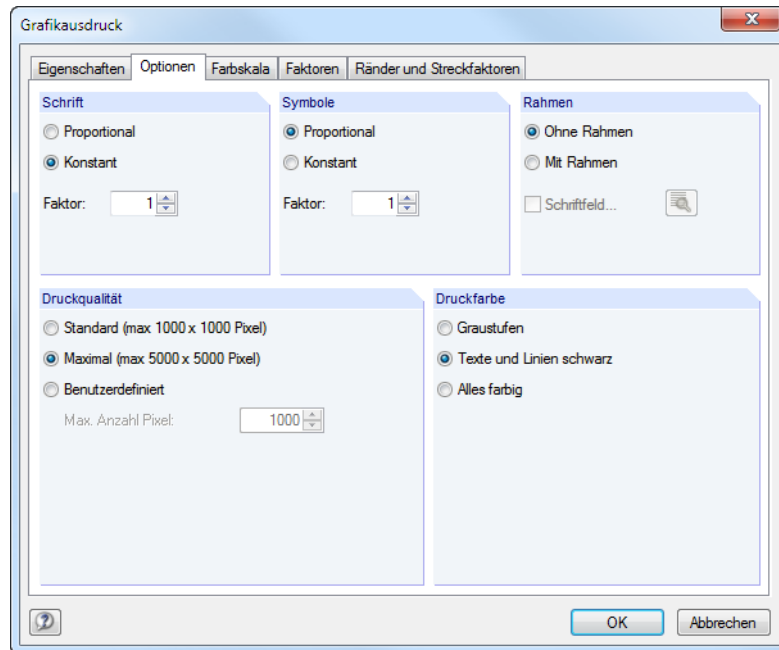 Grafikausdruck
Eigenschaften Optionen Farbskala Faktoren Ränder und Streckfaktoren
Schrift
Proportional
Konstant
Faktor: 1
Symbole
Proportional
Konstant
Faktor: 1
Rahmen
Ohne Rahmen
Mit Rahmen
Schriftfeld...
Druckqualität
Standard (max 1000 x 1000 Pixel)
Maximal (max 5000 x 5000 Pixel)
Benutzerdefiniert
Max. Anzahl Pixel: 1000
Druckfarbe
Graustufen
Texte und Linien schwarz
Alles farbig
OK Abbrechen